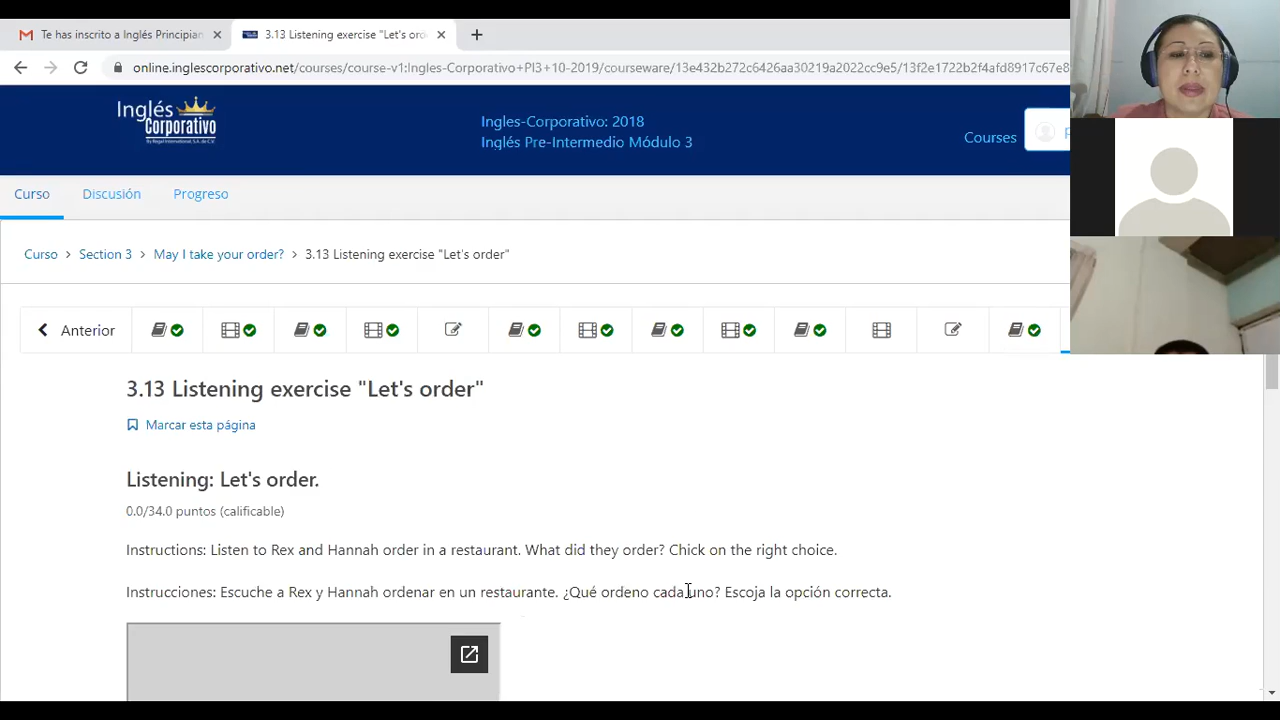 Te has inscrito a Inglés Principian
3.13 Listening exercise "Let's ord
online.inglescorporativo.net/courses/course-v1:Ingles-Corporativo+PI3+10-2019/courseware/13e432b272c6426aa30219a2022cc9e5/13f2e1722b2f4afd8917c67e8
Inglés
Corporativo
By Regal International, S.A. de C.V.
Ingles-Corporativo: 2018
Inglés Pre-Intermedio Módulo 3
Courses
Curso
Discusión
Progreso
Curso > Section 3 > May I take your order? > 3.13 Listening exercise "Let's order"
Anterior
3.13 Listening exercise "Let's order"
Marcar esta página
Listening: Let's order.
0.0/34.0 puntos (calificable)
Instructions: Listen to Rex and Hannah order in a restaurant. What did they order? Chick on the right choice.
Instrucciones: Escuche a Rex y Hannah ordenar en un restaurante. ¿Qué ordeno cada uno? Escoja la opción correcta.